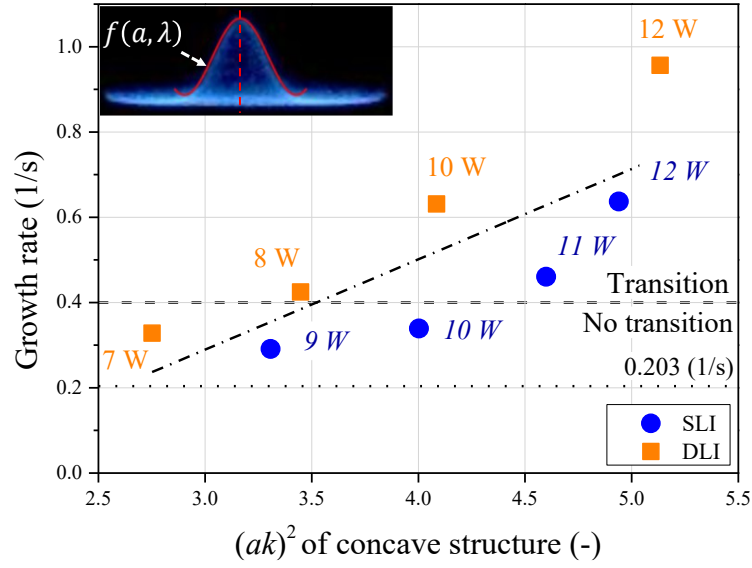 f(a, λ)
12 W
10 W
12 W
11 W
8 W
Transition
No transition
7 W
9 W
10 W
0.203 (1/s)
SLI
DLI
Growth rate (1/s)
1.0
0.8
0.6
0.4
0.2
0.0
2.5 3.0 3.5 4.0 4.5 5.0 5.5
(ak)² of concave structure (-)